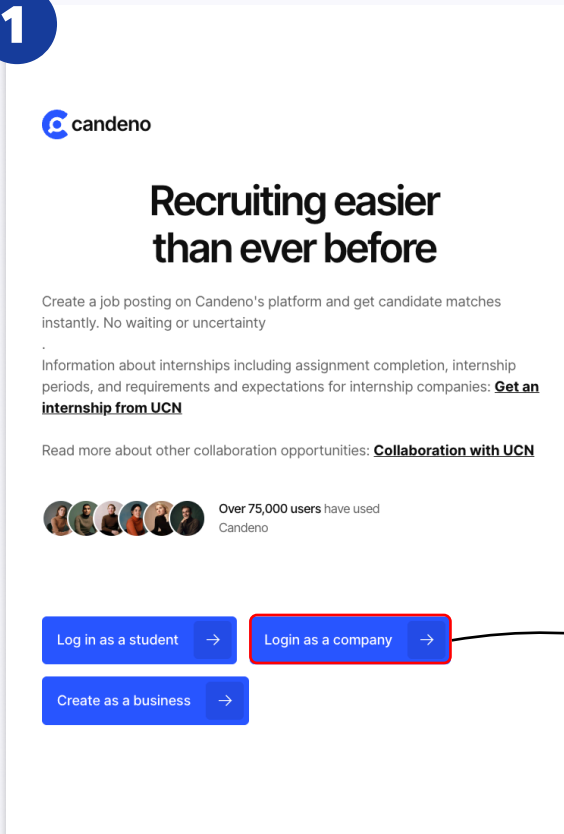 1
candeno
Recruiting easier
than ever before
Create a job posting on Candeno's platform and get candidate matches
instantly. No waiting or uncertainty
.
Information about internships including assignment completion, internship
periods, and requirements and expectations for internship companies: Get an
internship from UCN
Read more about other collaboration opportunities: Collaboration with UCN
Over 75,000 users have used
Candeno
Log in as a student
Login as a company
Create as a business